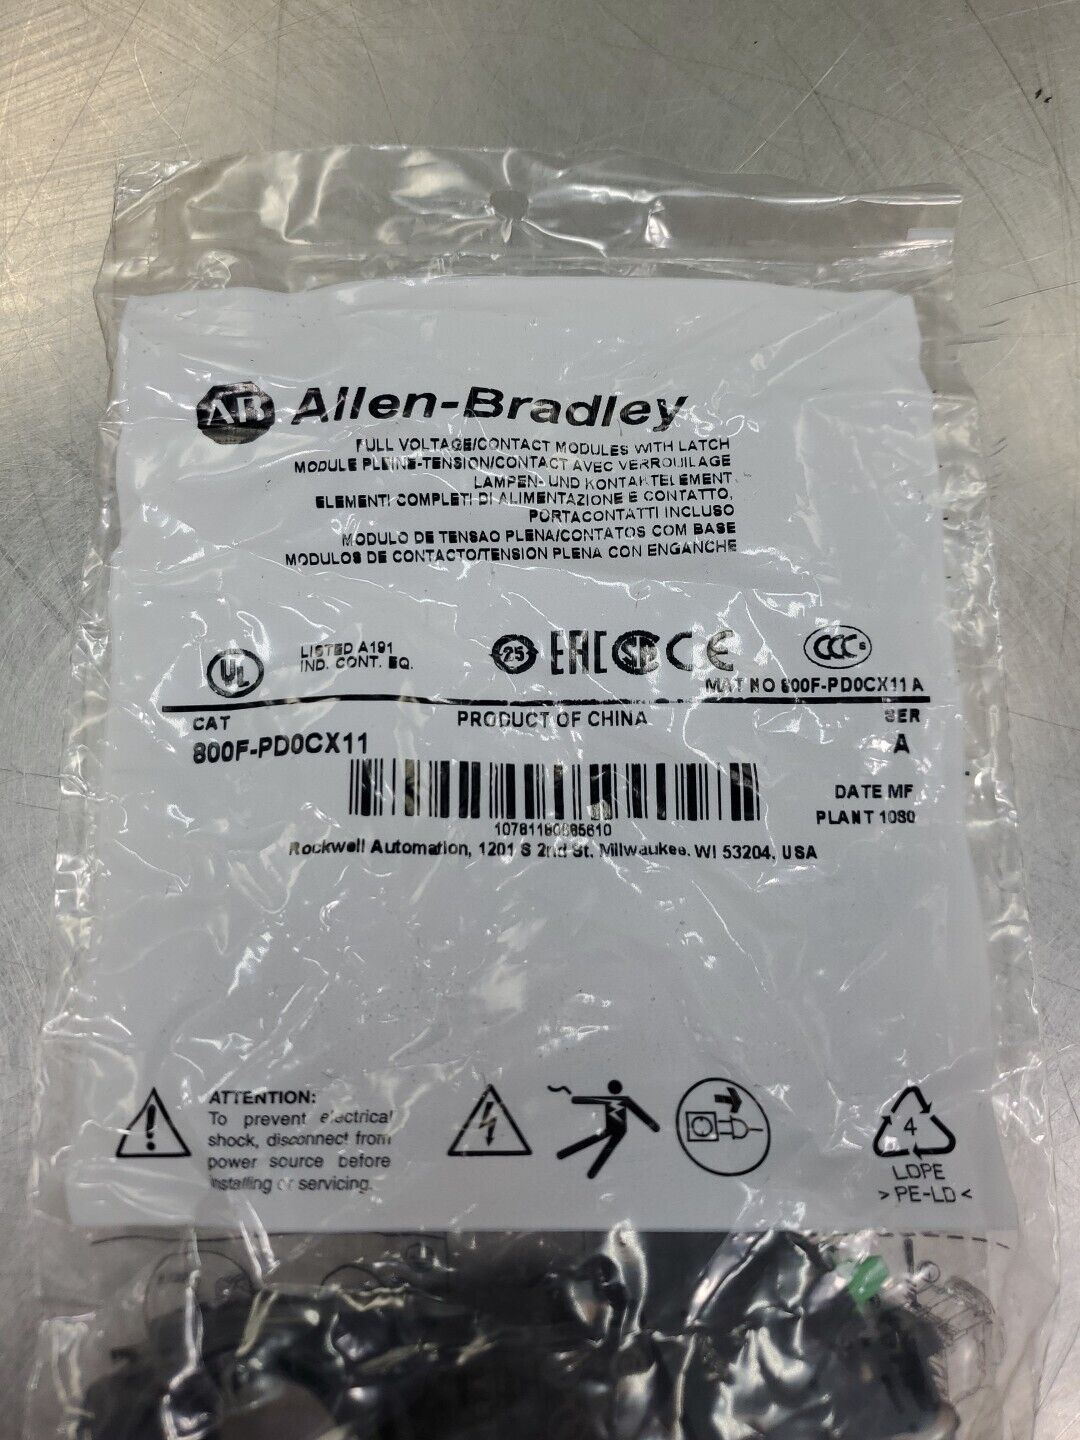 AB Allen-Bradley
FULL VOLTAGE/CONTACT MODULES WITH LATCH
MODULE PLEINE-TENSION/CONTACT AVEC VERROUILAGE
LAMPEN- UND KONTAKTELEMENT
ELEMENTI COMPLETI DI ALIMENTAZIONE E CONTATTO,
PORTACONTATTI INCLUSO
MODULO DE TENSAO PLENA/CONTATOS COM BASE
MODULOS DE CONTACTO/TENSION PLENA CON ENGANCHE
UL
LISTED A191
IND. CONT. EQ.
25 EAC CE CCC S
MAT NO 800F-PD0CX11 A
CAT PRODUCT OF CHINA SER
800F-PD0CX11 A
DATE MF
PLANT 1080
Rockwell Automation, 1201 S 2nd St, Milwaukee, WI 53204, USA
ATTENTION:
To prevent electrical
shock, disconnect from
power source before
installing or servicing.
4
LDPE
> PE-LD <